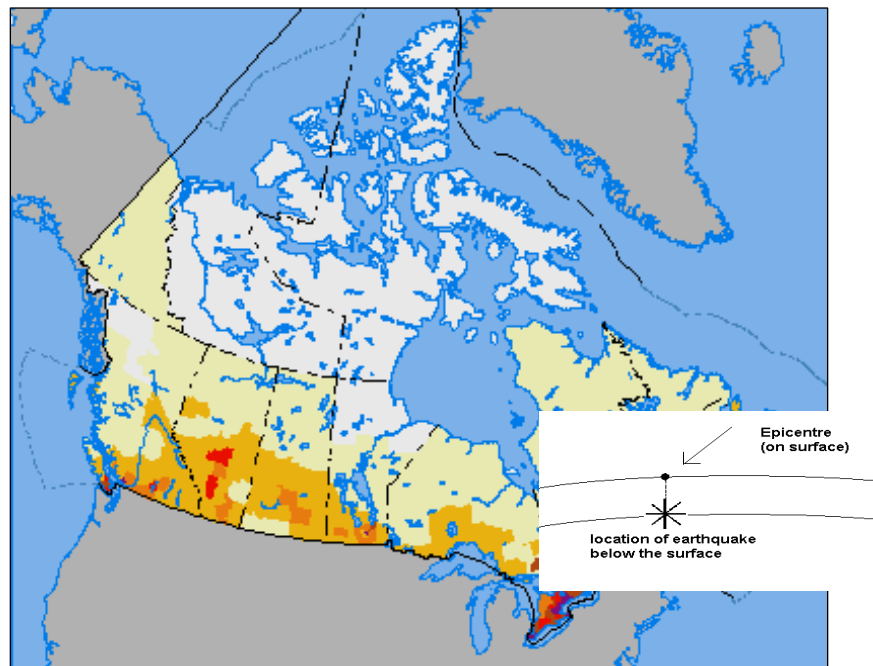 Epicentre
(on surface)
location of earthquake
below the surface